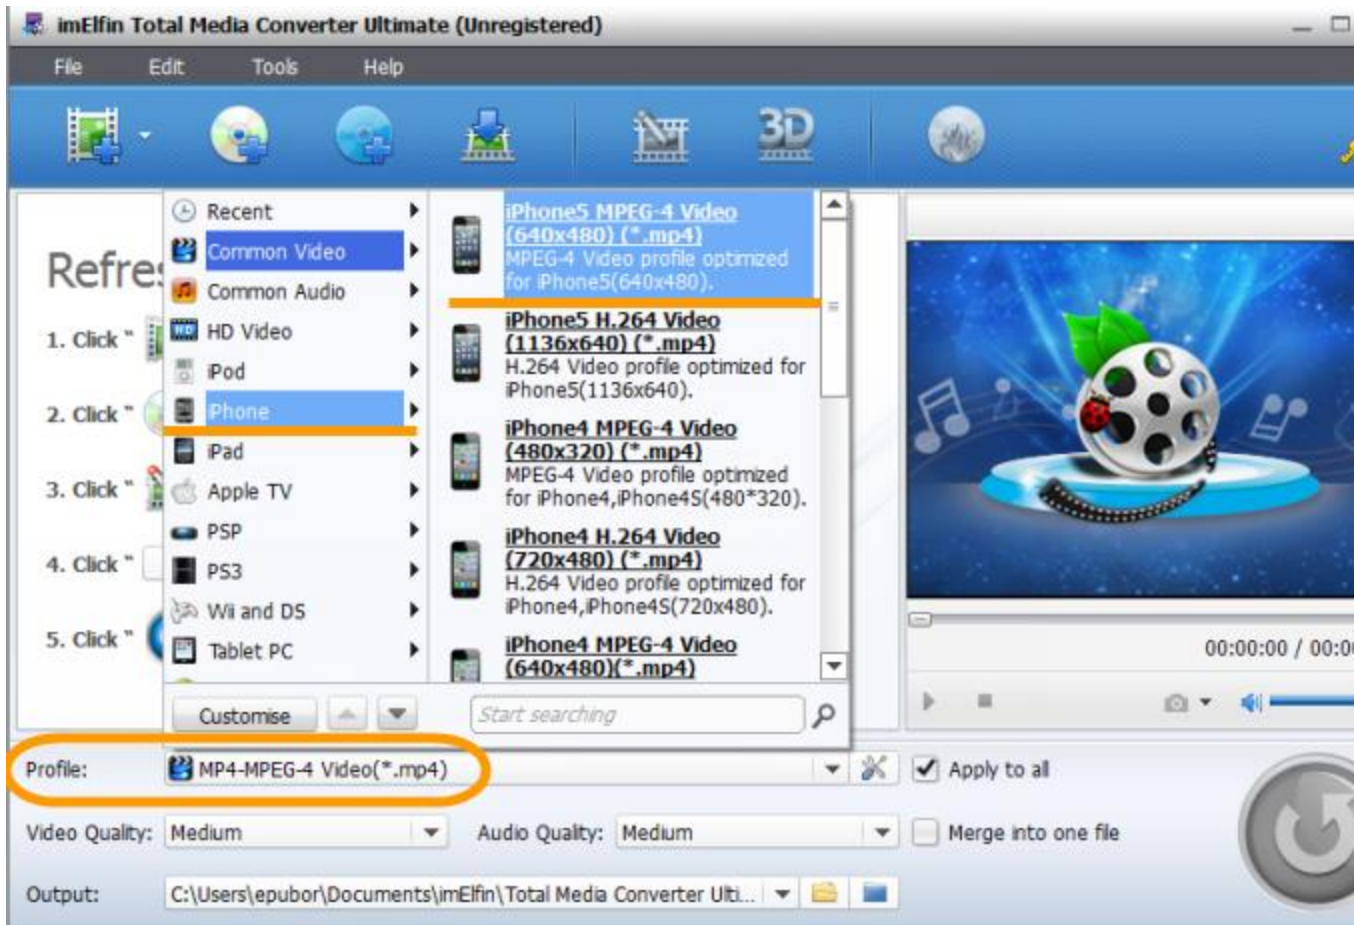 imElfin Total Media Converter Ultimate (Unregistered)
File Edit Tools Help
3D
Recent
Common Video
Common Audio
HD Video
iPod
iPhone
iPad
Apple TV
PSP
PS3
Wii and DS
Tablet PC
iPhone5 MPEG-4 Video
(640x480) (*.mp4)
MPEG-4 Video profile optimized
for iPhone5(640x480).
iPhone5 H.264 Video
(1136x640) (*.mp4)
H.264 Video profile optimized for
iPhone5(1136x640).
iPhone4 MPEG-4 Video
(480x320) (*.mp4)
MPEG-4 Video profile optimized
for iPhone4,iPhone4S(480*320).
iPhone4 H.264 Video
(720x480) (*.mp4)
H.264 Video profile optimized for
iPhone4,iPhone4S(720x480).
iPhone4 MPEG-4 Video
(640x480)(*.mp4)
1. Click "
2. Click "
3. Click "
4. Click "
5. Click "
Customise
Start searching
00:00:00 /
Profile: MP4-MPEG-4 Video(*.mp4) Apply to all
Video Quality: Medium Audio Quality: Medium Merge into one file
Output: C:\Users\epubor\Documents\imElfin\Total Media Converter Ulti...